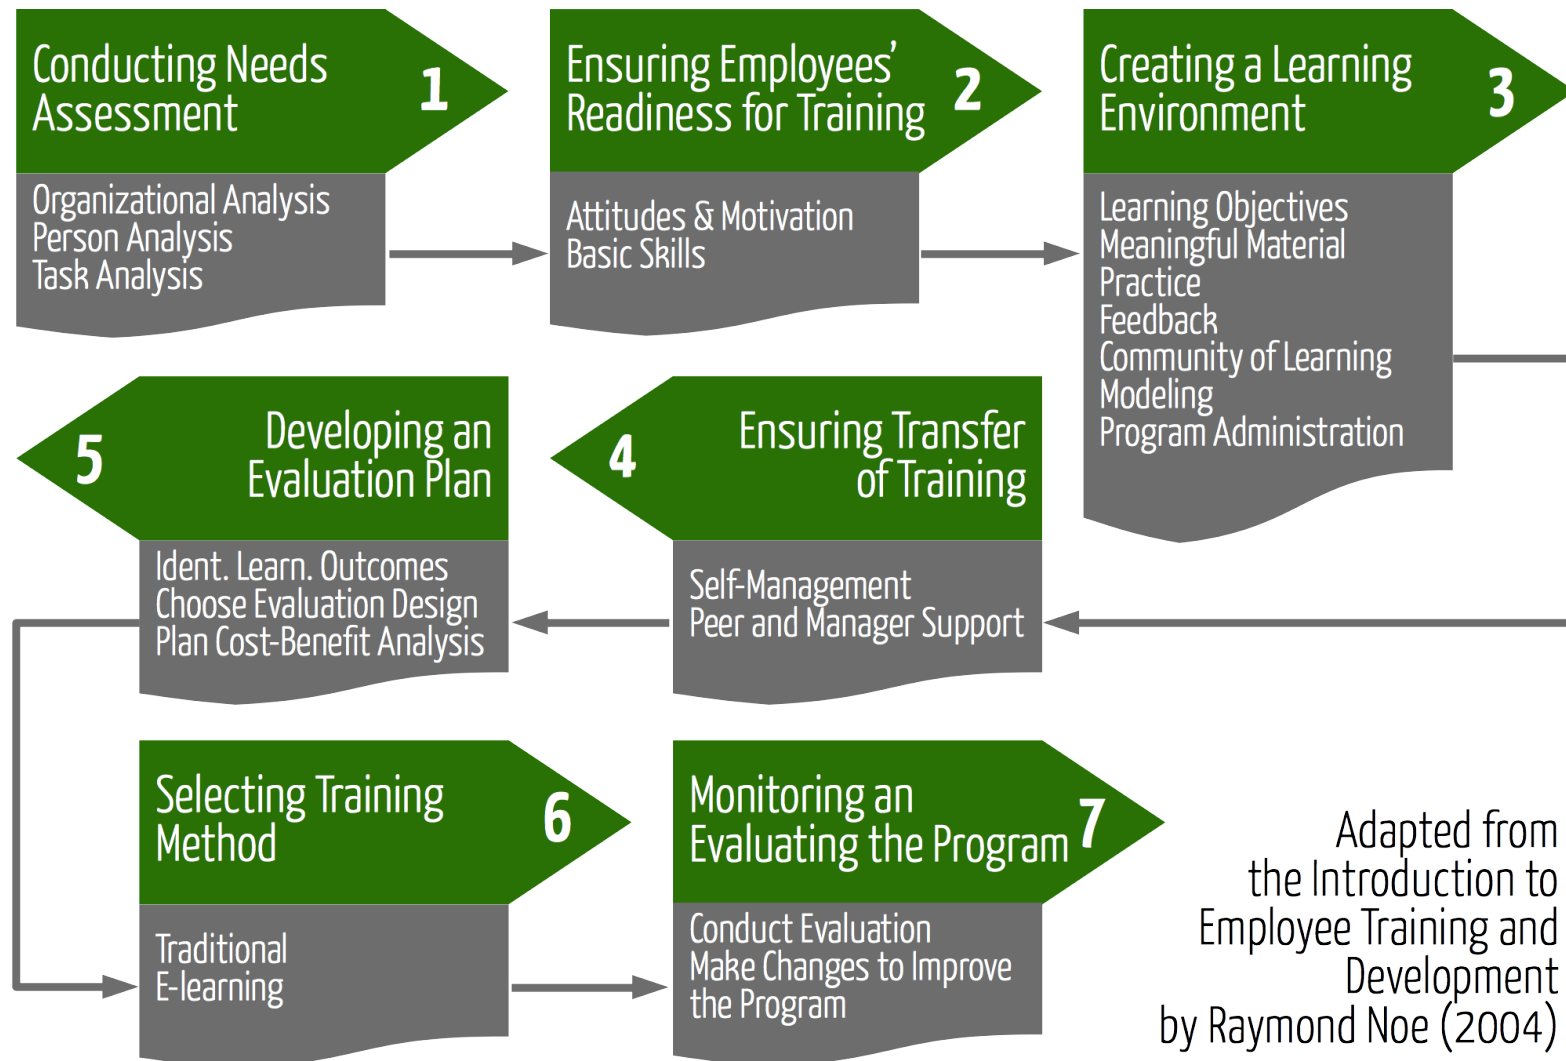 Conducting Needs
Assessment
1
Organizational Analysis
Person Analysis
Task Analysis
Ensuring Employees’
Readiness for Training
2
Attitudes & Motivation
Basic Skills
Creating a Learning
Environment
3
Learning Objectives
Meaningful Material
Practice
Feedback
Community of Learning
Modeling
Program Administration
4
Ensuring Transfer
of Training
Self-Management
Peer and Manager Support
5
Developing an
Evaluation Plan
Ident. Learn. Outcomes
Choose Evaluation Design
Plan Cost-Benefit Analysis
Selecting Training
Method
6
Traditional
E-learning
Monitoring an
Evaluating the Program
7
Conduct Evaluation
Make Changes to Improve
the Program
Adapted from
the Introduction to
Employee Training and
Development
by Raymond Noe (2004)